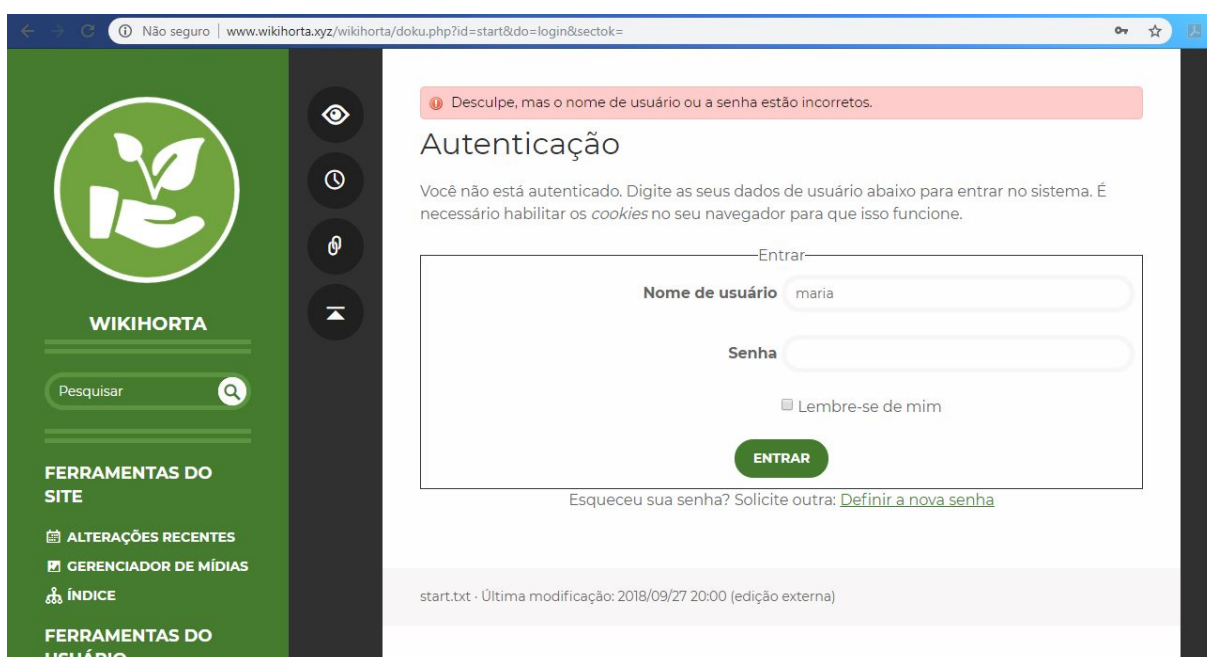 Não seguro | www.wikihorta.xyz/wikihorta/doku.php?id=start&do=login&sectok=
WIKIHORTA
Pesquisar
FERRAMENTAS DO
SITE
ALTERAÇÕES RECENTES
GERENCIADOR DE MÍDIAS
ÍNDICE
FERRAMENTAS DO
USUÁRIO
Desculpe, mas o nome de usuário ou a senha estão incorretos.
Autenticação
Você não está autenticado. Digite as seus dados de usuário abaixo para entrar no sistema. É
necessário habilitar os cookies no seu navegador para que isso funcione.
Entrar
Nome de usuário maria
Senha
Lembre-se de mim
ENTRAR
Esqueceu sua senha? Solicite outra: Definir a nova senha
start.txt · Última modificação: 2018/09/27 20:00 (edição externa)